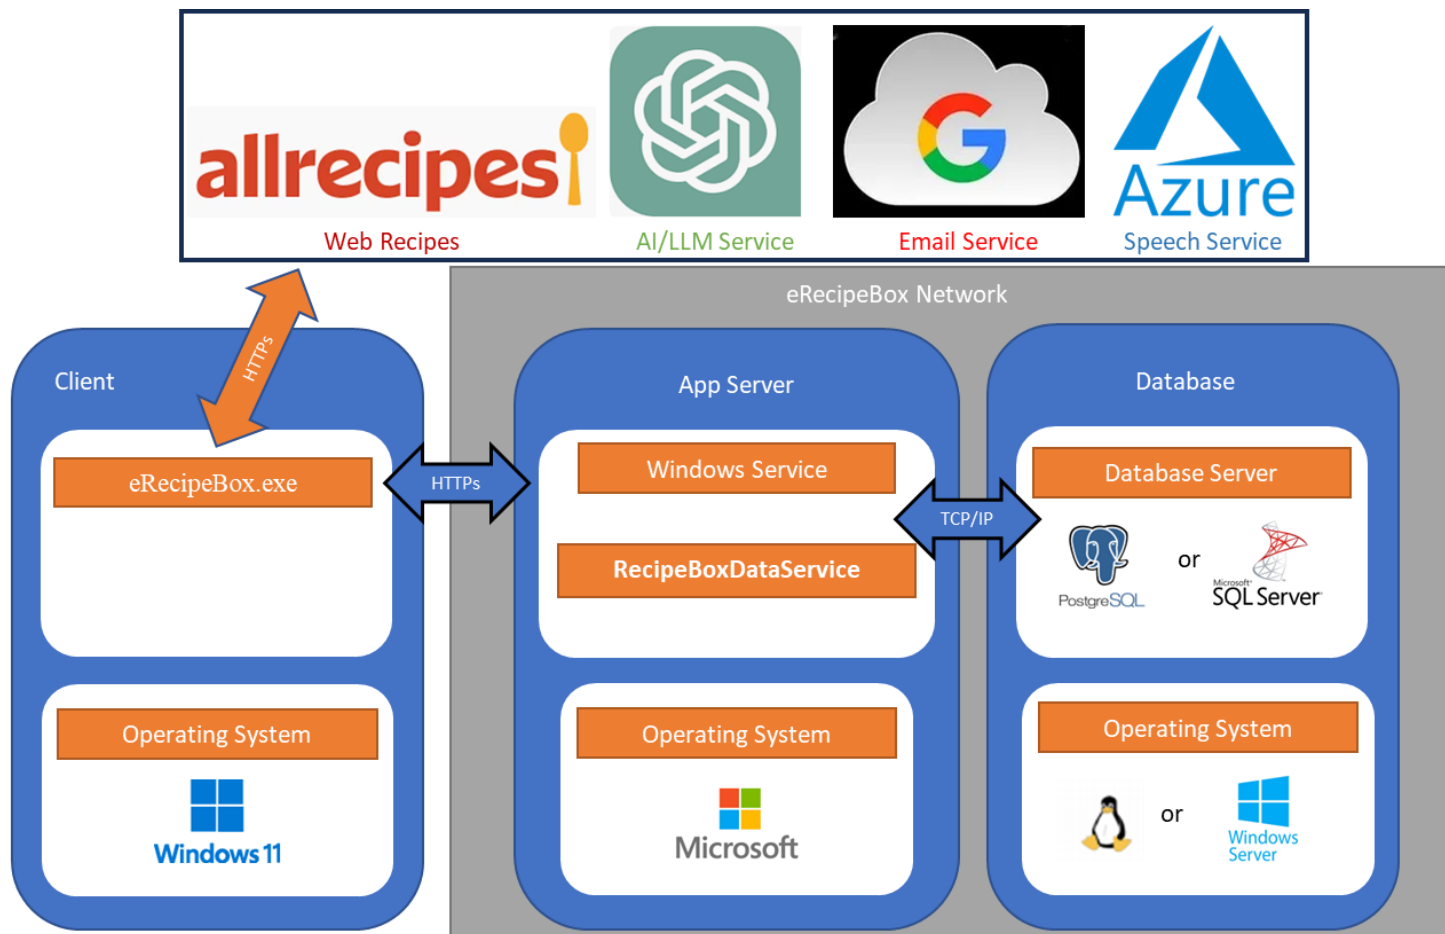 allrecipes
Web Recipes
AI/LLM Service
G
Email Service
Azure
Speech Service
HTTPs
eRecipeBox Network
Client
eRecipeBox.exe
Operating System
Windows 11
HTTPs
App Server
Windows Service
RecipeBoxDataService
Operating System
Microsoft
TCP/IP
Database
Database Server
PostgreSQL
or
Microsoft
SQL Server
Operating System
or
Windows
Server